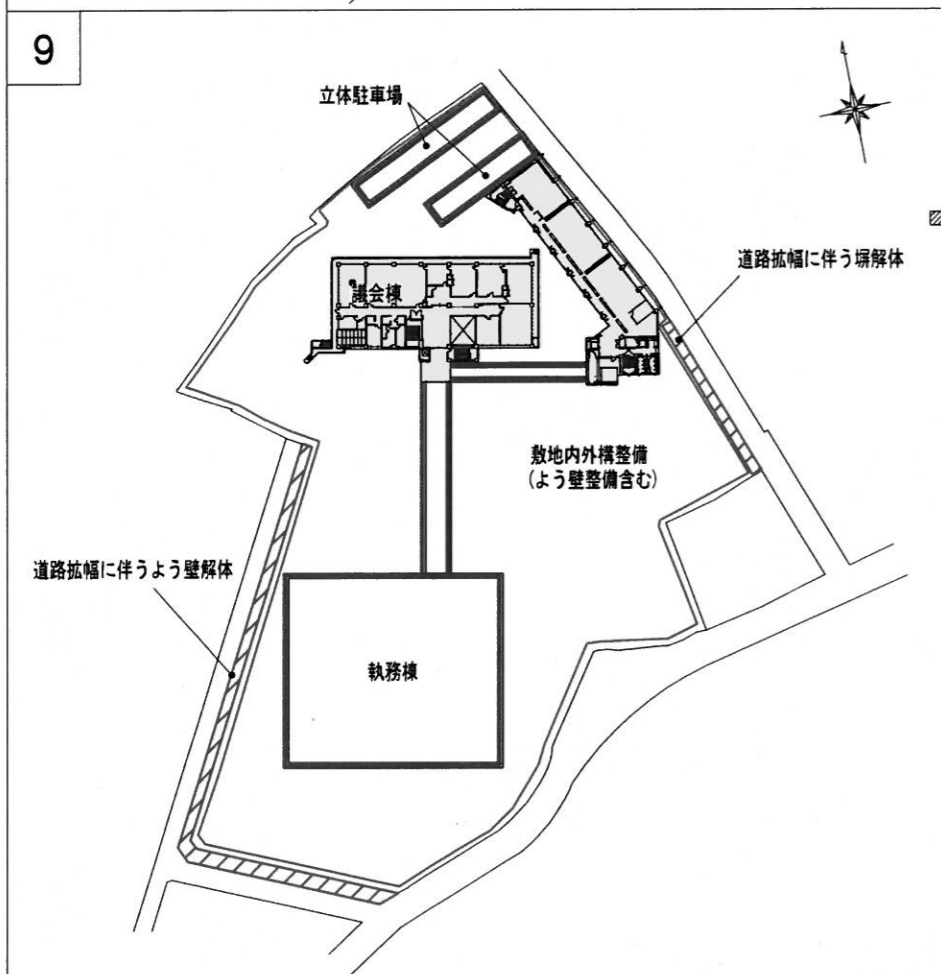 9
立体駐車場
道路拡幅に伴う塀解体
議会棟
敷地内外構整備
(よう壁整備含む)
道路拡幅に伴うよう壁解体
執務棟